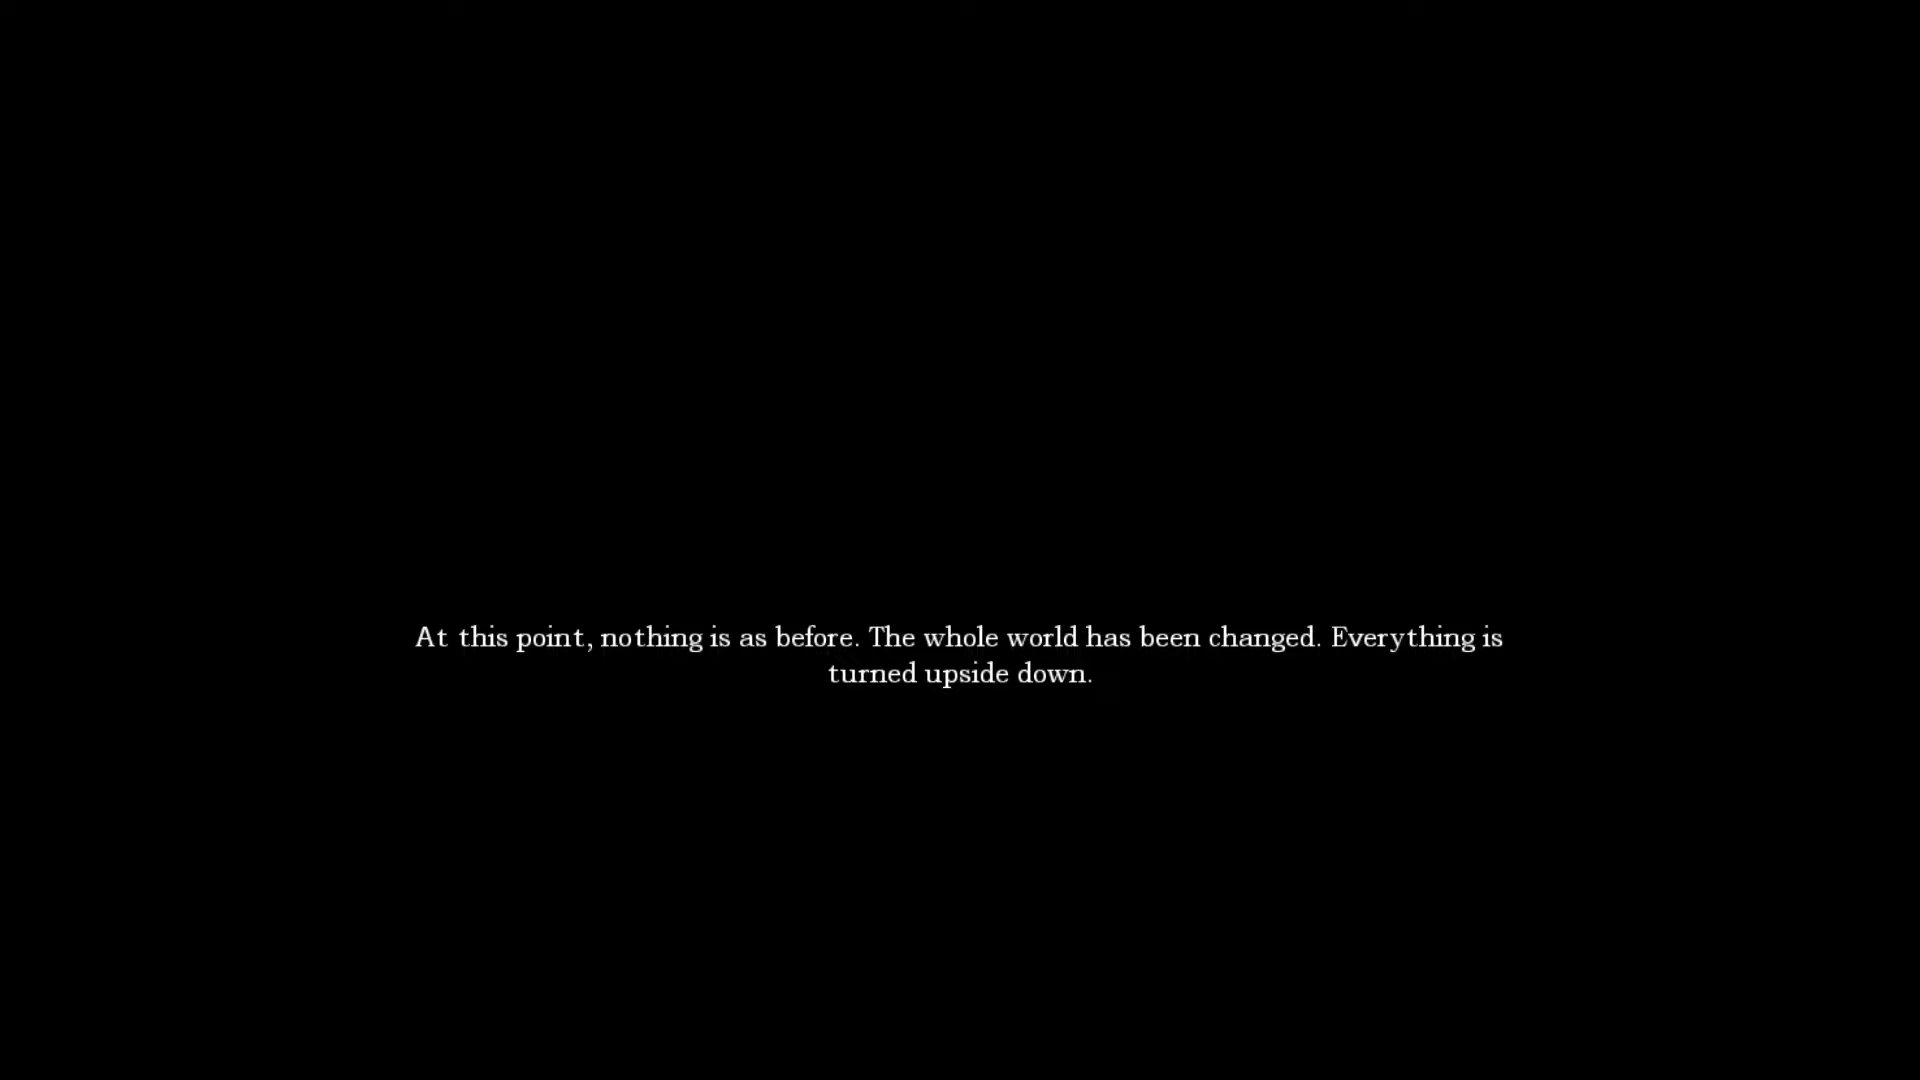 At this point, nothing is as before. The whole world has been changed. Everything is
turned upside down.